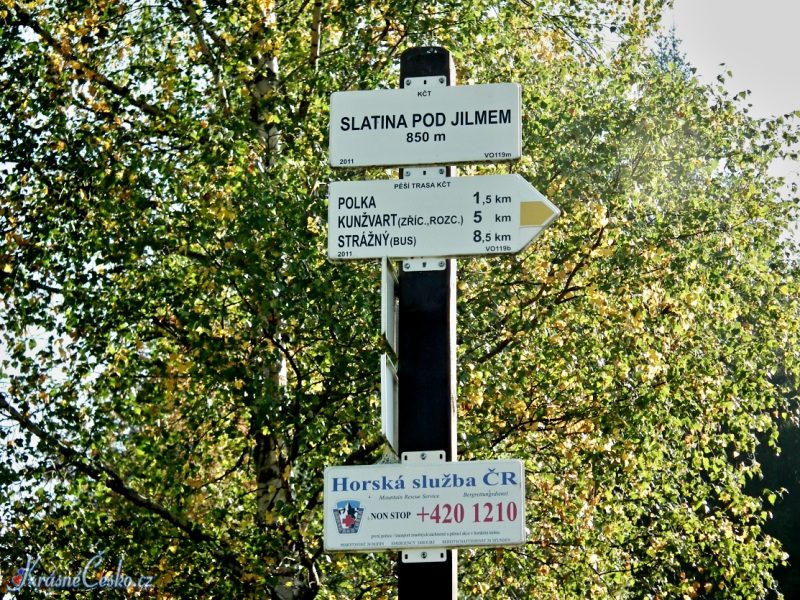 KČT
SLATINA POD JILMEM
850 m
2011 VO119m
PĚŠÍ TRASA KČT
POLKA 1,5 km
KUNŽVART (ZŘÍC.,ROZC.) 5 km
STRÁŽNÝ (BUS) 8,5 km
2011 VO119b
Horská služba ČR
Mountain Rescue Service Bergrettungsdienst
NON STOP +420 1210
KrásnéČesko.cz